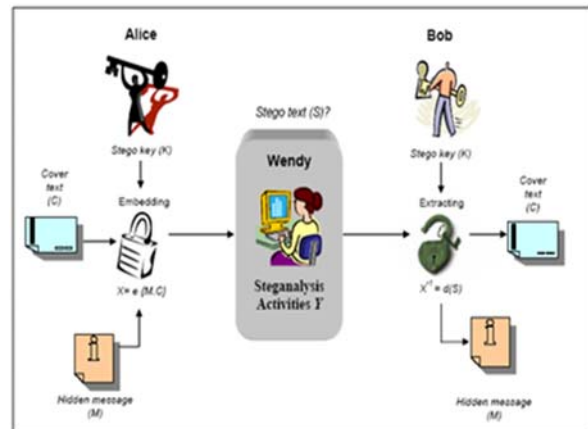 Alice
Bob
Stego text (S)?
Stego key (K)
Stego key (K)
Wendy
Cover
text
(C)
Embedding
Extracting
Cover
text
(C)
Steganalysis
Activities Y
X= e (M,C)
X⁻¹ = d(S)
Hidden message
(M)
Hidden message
(M)